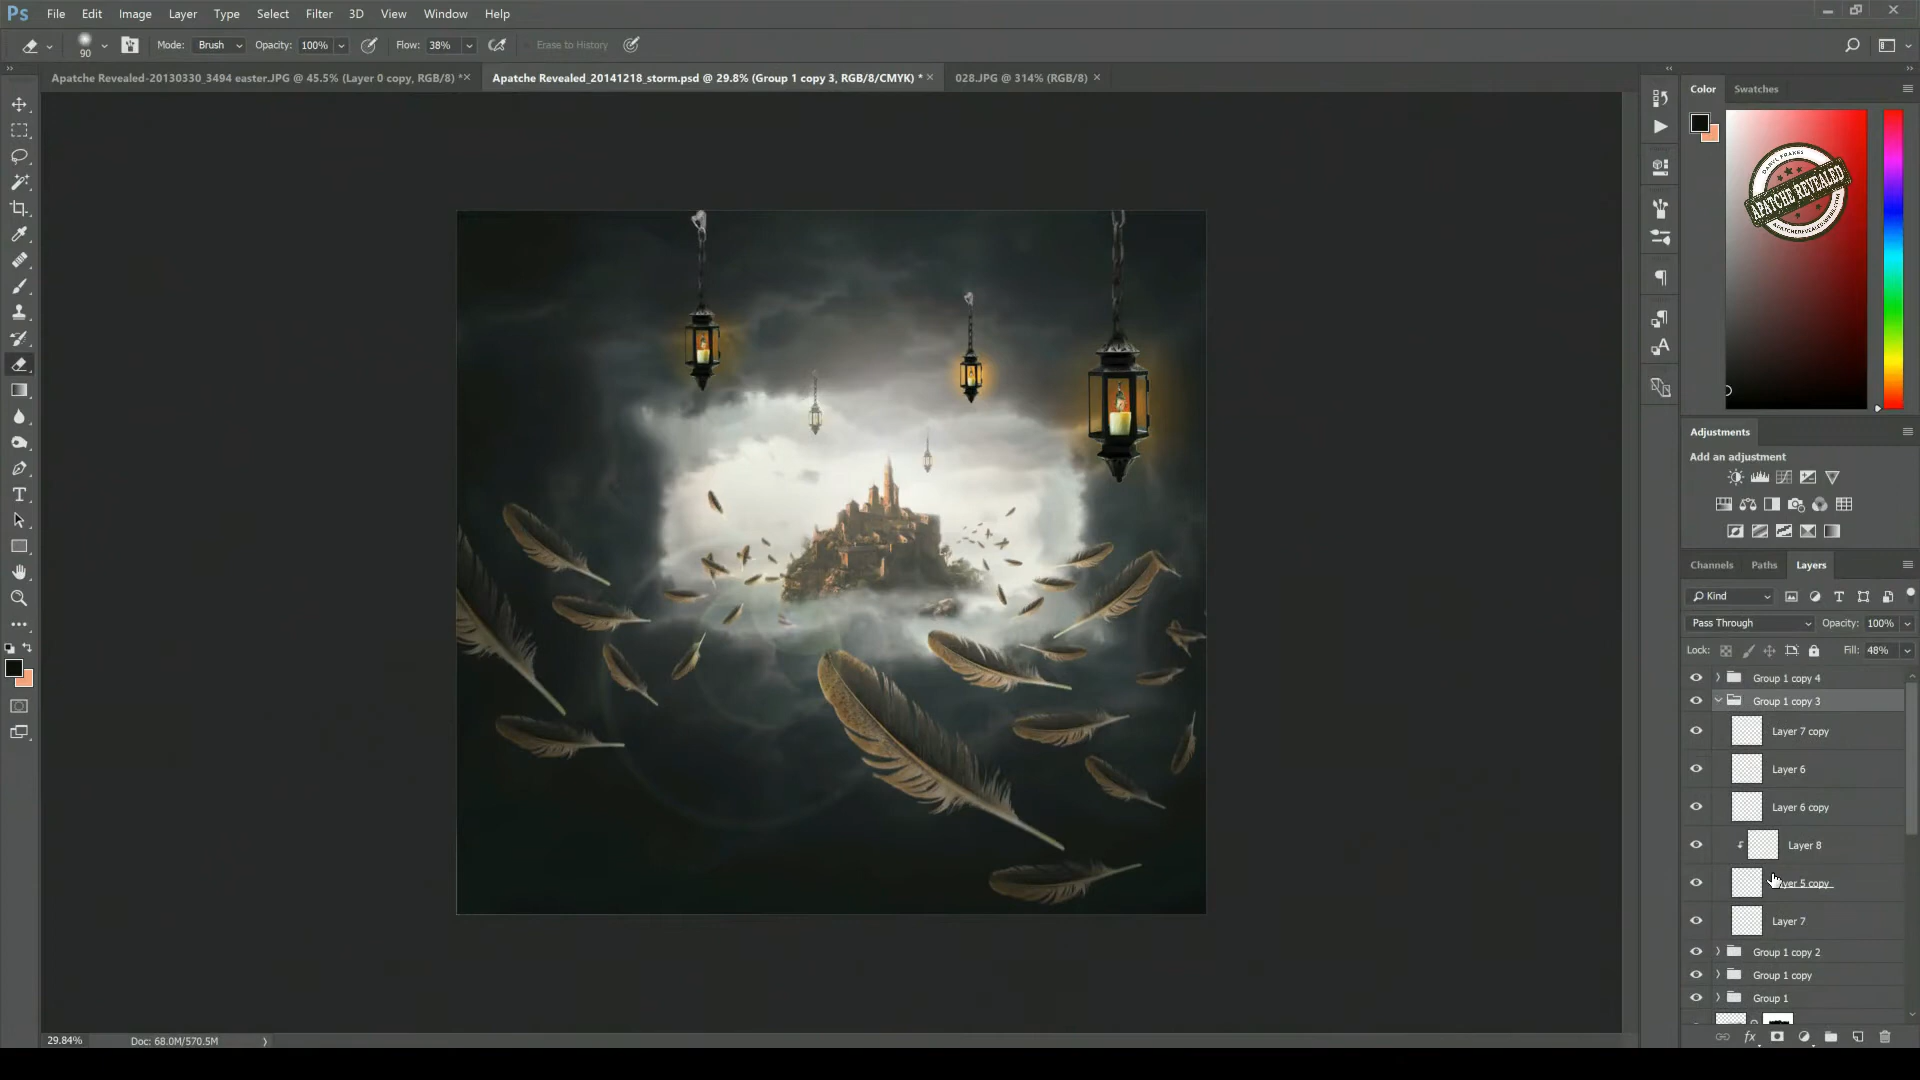 Ps File Edit Image Layer Type Select Filter 3D View Window Help
90 Mode: Brush Opacity: 100% Flow: 38% Erase to History
Apatche Revealed-20130330_3494 easter.JPG @ 45.5% (Layer 0 copy, RGB/8) * ×
Apatche Revealed_20141218_storm.psd @ 29.8% (Group 1 copy 3, RGB/8/CMYK) * ×
028.JPG @ 314% (RGB/8) ×
Color Swatches
APATCHE REVEALED
Adjustments
Add an adjustment
Channels Paths Layers
Kind
Pass Through Opacity: 100%
Lock: Fill: 48%
Group 1 copy 4
Group 1 copy 3
Layer 7 copy
Layer 6
Layer 6 copy
Layer 8
yer 5 copy
Layer 7
Group 1 copy 2
Group 1 copy
Group 1
29.84% Doc: 68.0M/570.5M
fx